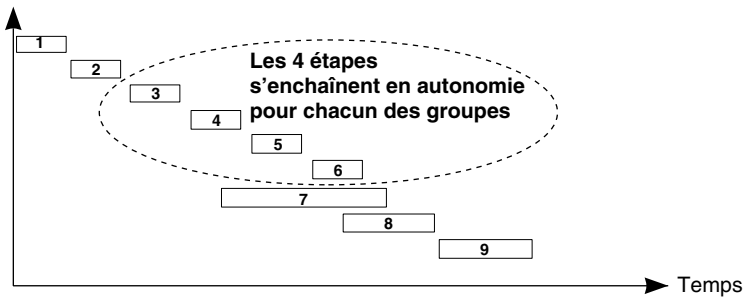 1
2
Les 4 étapes
s'enchaînent en autonomie
3
pour chacun des groupes
4
5
6
7
8
9
Temps